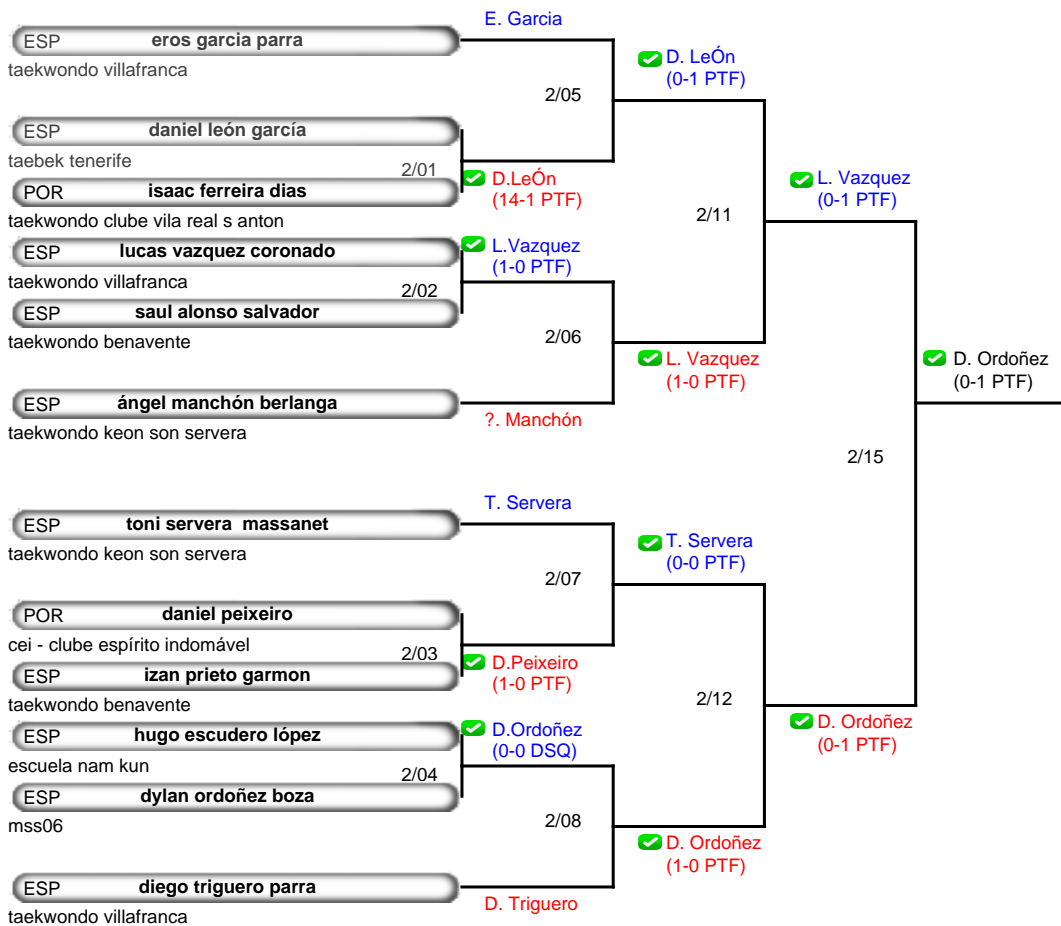 E. Garcia
ESP eros garcia parra
taekwondo villafranca
D. LeÓn
(0-1 PTF)
2/05
ESP daniel león garcía
taebek tenerife
2/01
D.LeÓn
(14-1 PTF)
POR isaac ferreira dias
taekwondo clube vila real s anton
L. Vazquez
(0-1 PTF)
2/11
ESP lucas vazquez coronado
L.Vazquez
(1-0 PTF)
taekwondo villafranca
2/02
ESP saul alonso salvador
taekwondo benavente
2/06
L. Vazquez
(1-0 PTF)
D. Ordoñez
(0-1 PTF)
ESP ángel manchón berlanga
?. Manchón
taekwondo keon son servera
2/15
T. Servera
ESP toni servera  massanet
taekwondo keon son servera
T. Servera
(0-0 PTF)
2/07
POR daniel peixeiro
cei - clube espírito indomável
2/03
D.Peixeiro
(1-0 PTF)
ESP izan prieto garmon
taekwondo benavente
2/12
D. Ordoñez
(0-1 PTF)
ESP hugo escudero lópez
D.Ordoñez
(0-0 DSQ)
escuela nam kun
2/04
ESP dylan ordoñez boza
mss06
2/08
D. Ordoñez
(1-0 PTF)
ESP diego triguero parra
D. Triguero
taekwondo villafranca